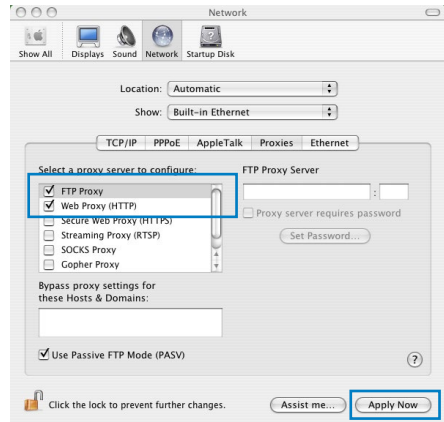 Network
Show All Displays Sound Network Startup Disk
Location: Automatic
Show: Built-in Ethernet
TCP/IP PPPoE AppleTalk Proxies Ethernet
Select a proxy server to configure: FTP Proxy Server
FTP Proxy
Web Proxy (HTTP) :
Secure Web Proxy (HTTPS) Proxy server requires password
Streaming Proxy (RTSP) Set Password...
SOCKS Proxy
Gopher Proxy
Bypass proxy settings for
these Hosts & Domains:
Use Passive FTP Mode (PASV) ?
Click the lock to prevent further changes. Assist me... Apply Now